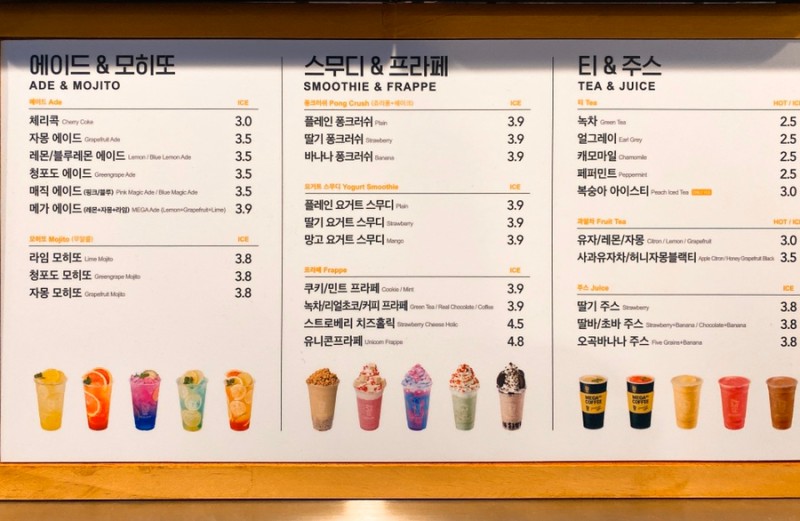 에이드 & 모히또
ADE & MOJITO
에이드 Ade ICE
체리콕 Cherry Coke 3.0
자몽 에이드 Grapefruit Ade 3.5
레몬/블루레몬 에이드 Lemon / Blue Lemon Ade 3.5
청포도 에이드 Greengrape Ade 3.5
매직 에이드 (핑크/블루) Pink Magic Ade / Blue Magic Ade 3.5
메가 에이드 (레몬+자몽+라임) MEGA Ade (Lemon+Grapefruit+Lime) 3.9
모히또 Mojito (무알콜) ICE
라임 모히또 Lime Mojito 3.8
청포도 모히또 Greengrape Mojito 3.8
자몽 모히또 Grapefruit Mojito 3.8
스무디 & 프라페
SMOOTHIE & FRAPPE
퐁크러쉬 Pong Crush ICE
플레인 퐁크러쉬 Plain 3.9
딸기 퐁크러쉬 Strawberry 3.9
바나나 퐁크러쉬 Banana 3.9
요거트 스무디 Yogurt Smoothie ICE
플레인 요거트 스무디 Plain 3.9
딸기 요거트 스무디 Strawberry 3.9
망고 요거트 스무디 Mango 3.9
프라페 Frappe ICE
쿠키/민트 프라페 Cookie / Mint 3.9
녹차/리얼초코/커피 프라페 Green Tea / Real Chocolate / Coffee 3.9
스트로베리 치즈홀릭 Strawberry Cheese Holic 4.5
유니콘프라페 Unicorn Frappe 4.8
티 & 주스
TEA & JUICE
티 Tea HOT / IC
녹차 Green Tea 2.5
얼그레이 Earl Grey 2.5
캐모마일 Chamomile 2.5
페퍼민트 Peppermint 2.5
복숭아 아이스티 Peach Iced Tea 3.0
과일티 Fruit Tea HOT / IC
유자/레몬/자몽 Citron / Lemon / Grapefruit 3.0
사과유자차/허니자몽블랙티 Apple Citron / Honey Grapefruit Black 3.5
주스 Juice ICE
딸기 주스 Strawberry 3.8
딸바/초바 주스 Strawberry+Banana / Chocolate+Banana 3.8
오곡바나나 주스 Five Grains+Banana 3.8
MEGA
COFFEE
MEGA
COFFEE